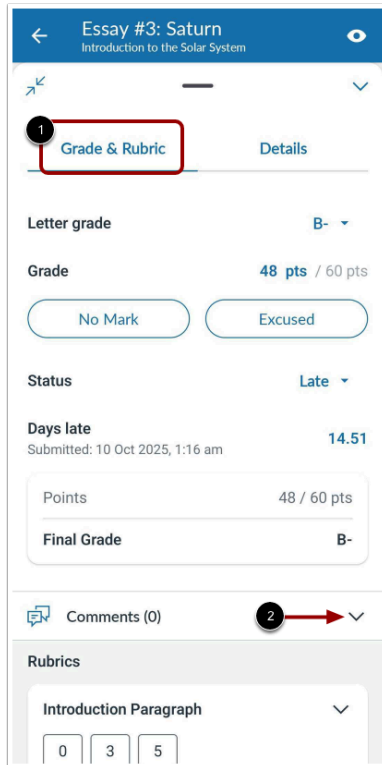 Essay #3: Saturn
Introduction to the Solar System
1
Grade & Rubric
Details
Letter grade
B-
Grade
48 pts / 60 pts
No Mark
Excused
Status
Late
Days late
14.51
Submitted: 10 Oct 2025, 1:16 am
Points
48 / 60 pts
Final Grade
B-
Comments (0)
2
Rubrics
Introduction Paragraph
0
3
5